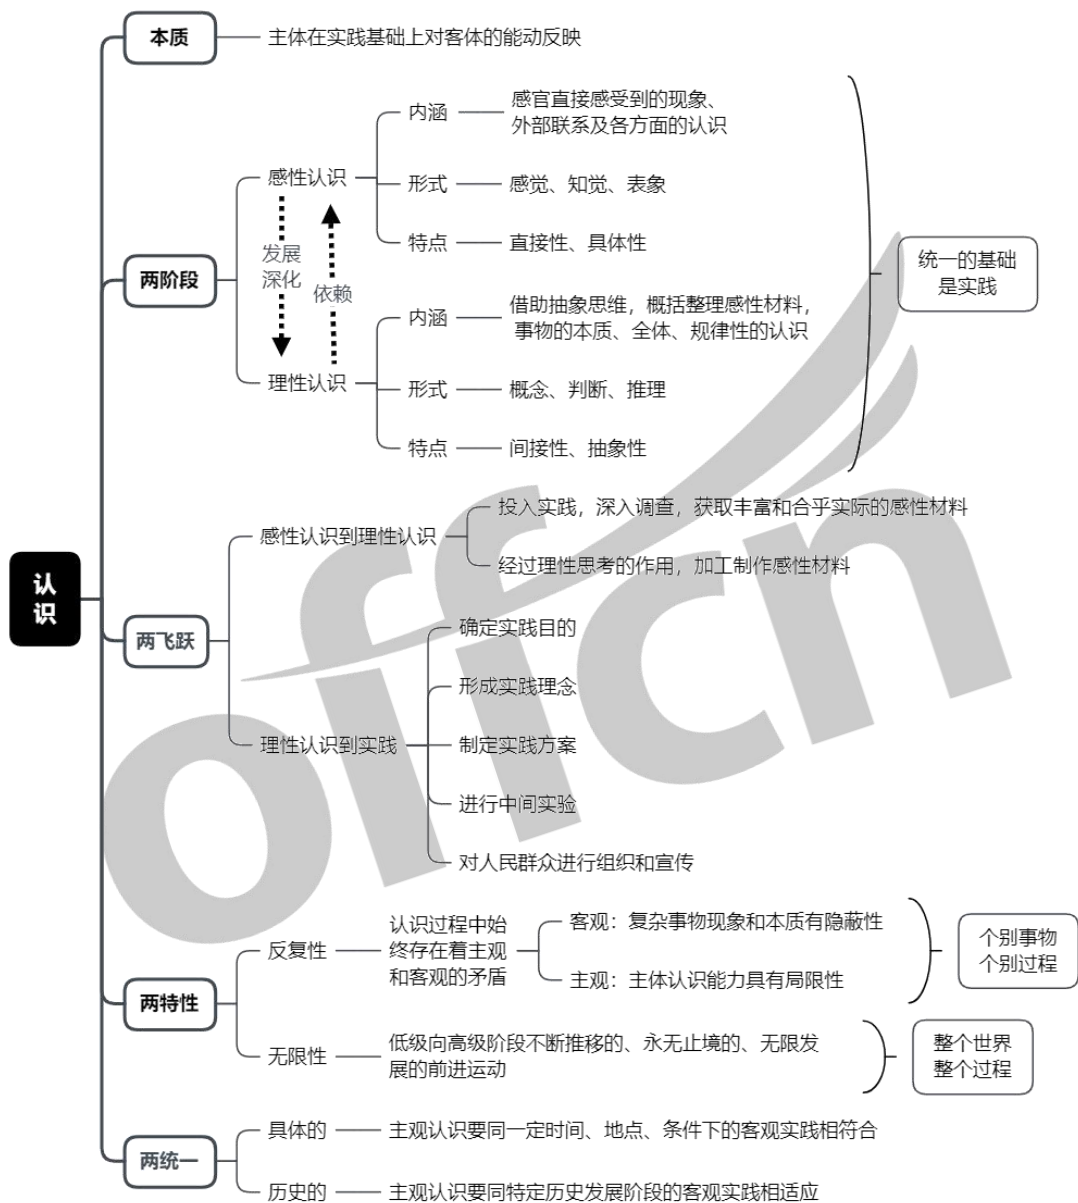 认
识
本质
主体在实践基础上对客体的能动反映
两阶段
感性认识
内涵
感官直接感受到的现象、
外部联系及各方面的认识
形式
感觉、知觉、表象
特点
直接性、具体性
发展
深化
依赖
理性认识
内涵
借助抽象思维，概括整理感性材料，
事物的本质、全体、规律性的认识
形式
概念、判断、推理
特点
间接性、抽象性
统一的基础
是实践
两飞跃
感性认识到理性认识
投入实践，深入调查，获取丰富和合乎实际的感性材料
经过理性思考的作用，加工制作感性材料
理性认识到实践
确定实践目的
形成实践理念
制定实践方案
进行中间实验
对人民群众进行组织和宣传
两特性
反复性
认识过程中始
终存在着主观
和客观的矛盾
客观：复杂事物现象和本质有隐蔽性
主观：主体认识能力具有局限性
个别事物
个别过程
无限性
低级向高级阶段不断推移的、永无止境的、无限发
展的前进运动
整个世界
整个过程
两统一
具体的
主观认识要同一定时间、地点、条件下的客观实践相符合
历史的
主观认识要同特定历史发展阶段的客观实践相适应
offcn